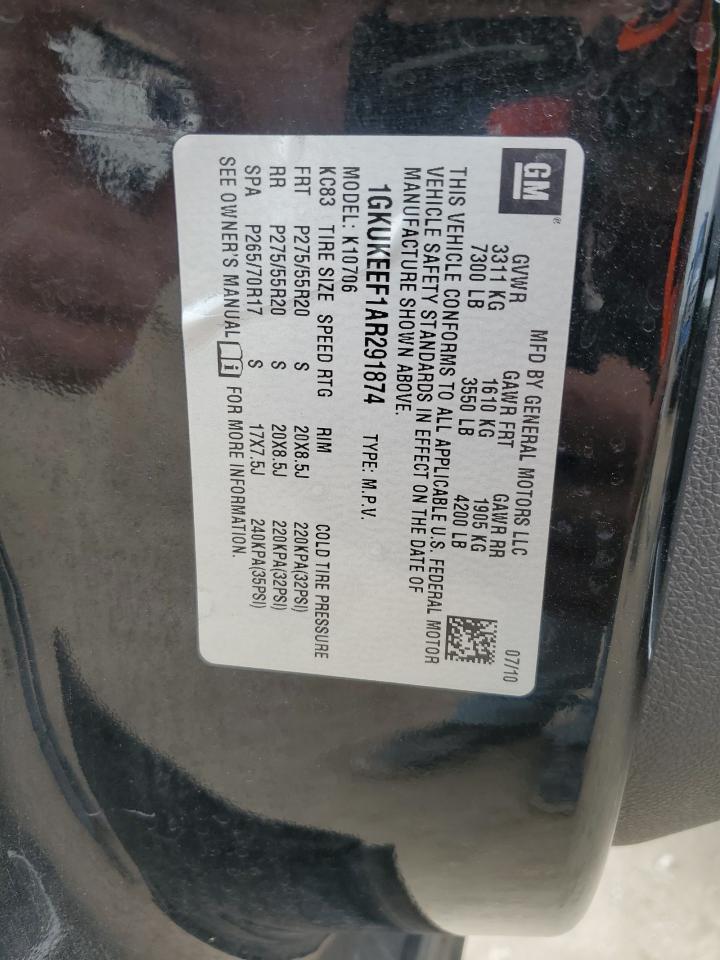 GM®
MFD BY GENERAL MOTORS LLC 07/10
GVWR GAWR FRT GAWR RR
3311 KG 1610 KG 1905 KG
7300 LB 3550 LB 4200 LB
THIS VEHICLE CONFORMS TO ALL APPLICABLE U.S. FEDERAL MOTOR
VEHICLE SAFETY STANDARDS IN EFFECT ON THE DATE OF
MANUFACTURE SHOWN ABOVE.
1GKUKEEF1AR291874 TYPE: M.P.V.
MODEL: K10706
KC83 TIRE SIZE SPEED RTG RIM COLD TIRE PRESSURE
FRT P275/55R20 S 20X8.5J 220KPA(32PSI)
RR P275/55R20 S 20X8.5J 220KPA(32PSI)
SPA P265/70R17 S 17X7.5J 240KPA(35PSI)
SEE OWNER'S MANUAL i FOR MORE INFORMATION.